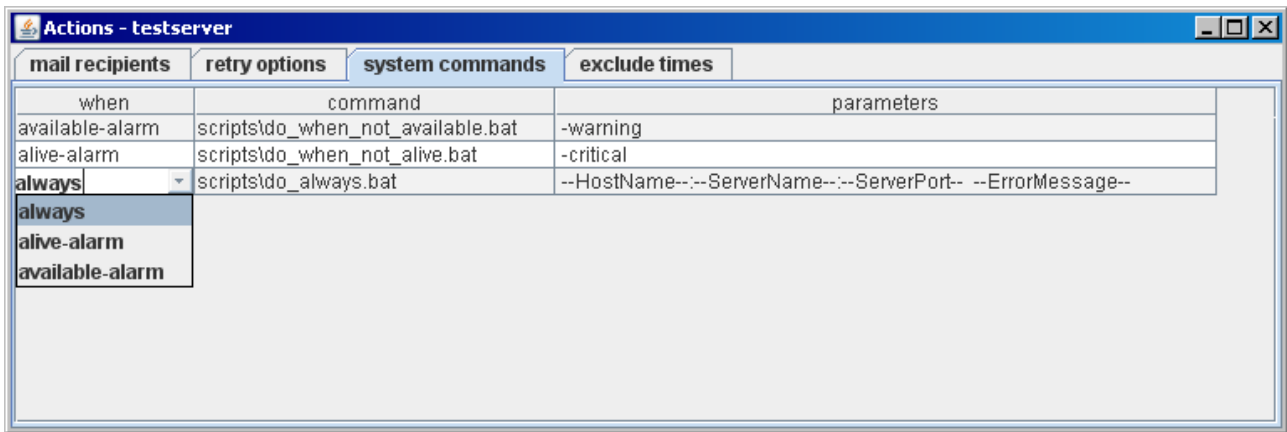 Actions - testserver
mail recipients retry options system commands exclude times
when command parameters
available-alarm scripts\do_when_not_available.bat -warning
alive-alarm scripts\do_when_not_alive.bat -critical
always scripts\do_always.bat --HostName--:--ServerName--:--ServerPort-- --ErrorMessage--
always
alive-alarm
available-alarm